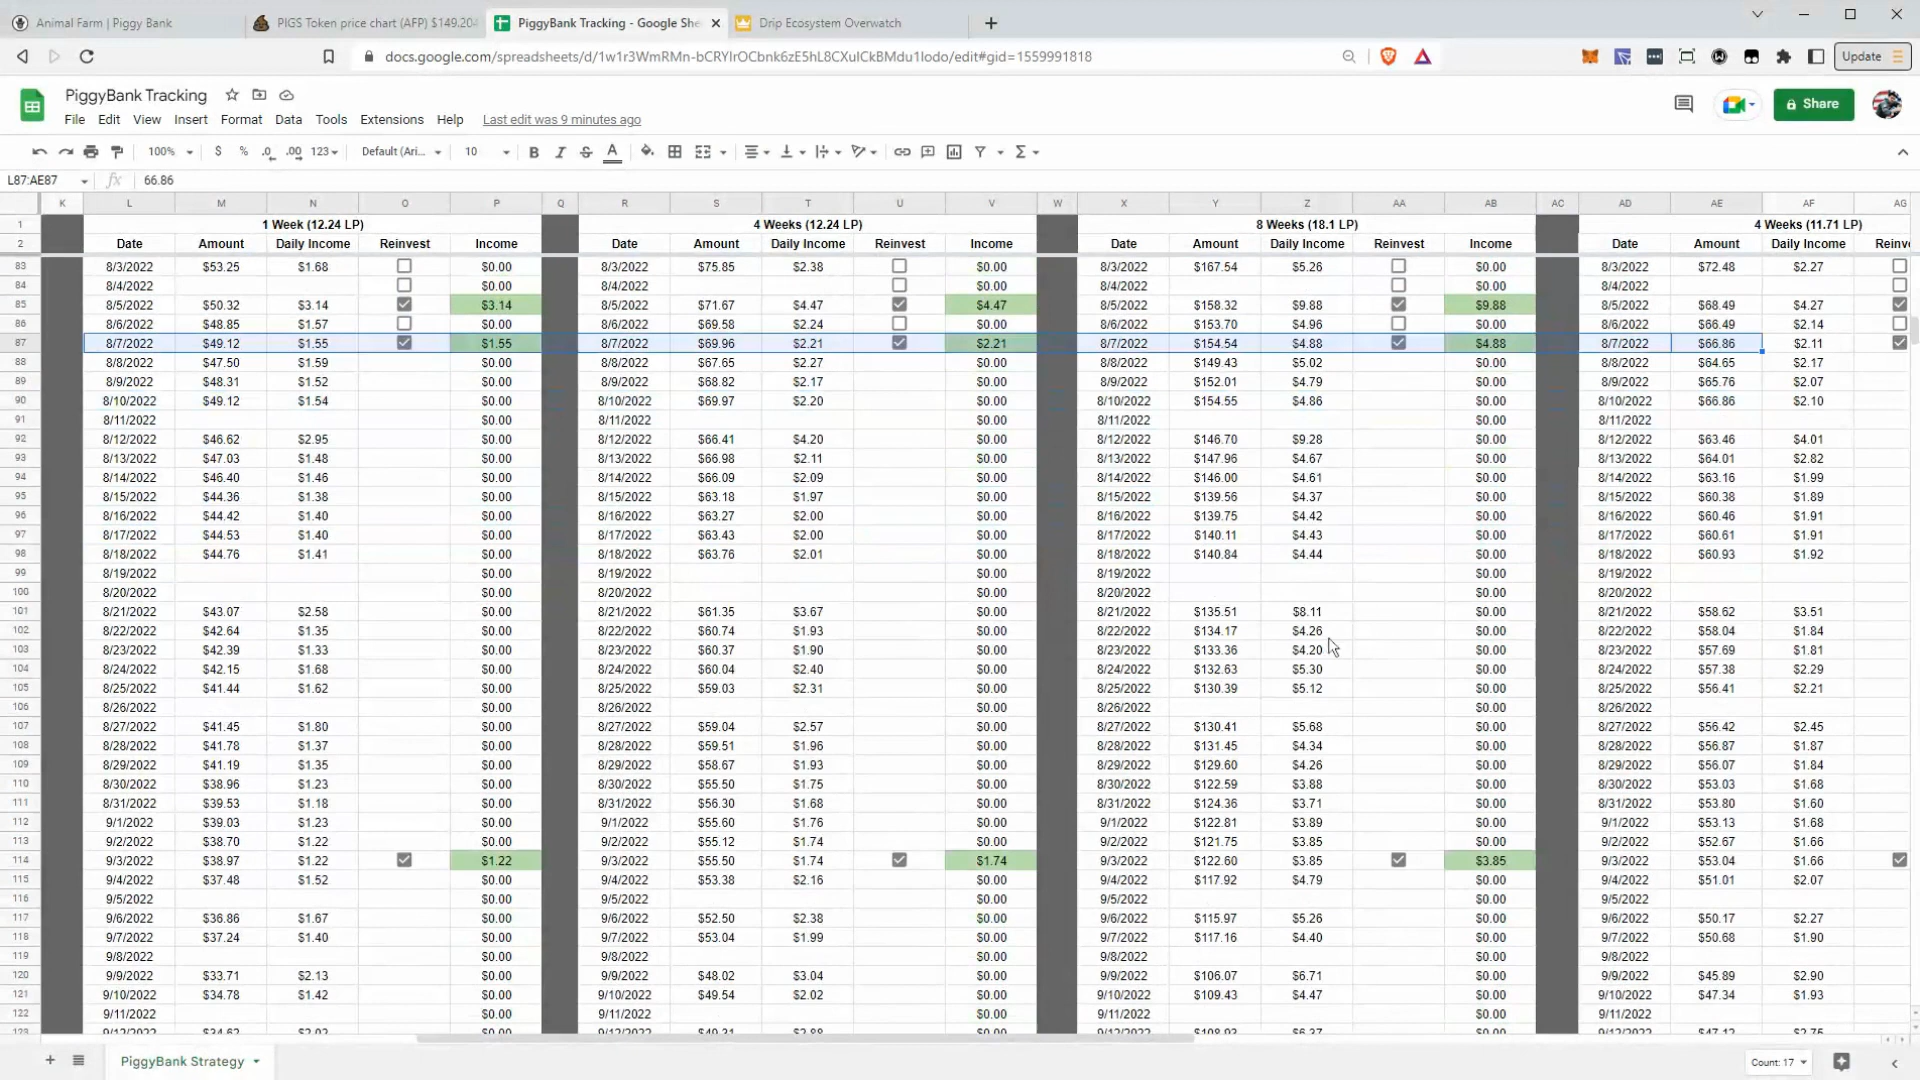 Animal Farm | Piggy Bank
PIGS Token price chart (AFP) $149.204
PiggyBank Tracking - Google She
Drip Ecosystem Overwatch
docs.google.com/spreadsheets/d/1w1r3WmRMn-bCRYIrOCbnk6zE5hL8CXuICkBMdu1Iodo/edit#gid=1559991818
Update
PiggyBank Tracking
Share
File Edit View Insert Format Data Tools Extensions Help Last edit was 9 minutes ago
100% $ % .0 .00 123 Default (Ari... 10 B I S A
L87:AE87 fx 66.86
K L M N O P Q R S T U V W X Y Z AA AB AC AD AE AF AG
1 1 Week (12.24 LP) 4 Weeks (12.24 LP) 8 Weeks (18.1 LP) 4 Weeks (11.71 LP)
2 Date Amount Daily Income Reinvest Income Date Amount Daily Income Reinvest Income Date Amount Daily Income Reinvest Income Date Amount Daily Income Reinv
83 8/3/2022 $53.25 $1.68 $0.00 8/3/2022 $75.85 $2.38 $0.00 8/3/2022 $167.54 $5.26 $0.00 8/3/2022 $72.48 $2.27
84 8/4/2022 $0.00 8/4/2022 $0.00 8/4/2022 $0.00 8/4/2022
85 8/5/2022 $50.32 $3.14 $3.14 8/5/2022 $71.67 $4.47 $4.47 8/5/2022 $158.32 $9.88 $9.88 8/5/2022 $68.49 $4.27
86 8/6/2022 $48.85 $1.57 $0.00 8/6/2022 $69.58 $2.24 $0.00 8/6/2022 $153.70 $4.96 $0.00 8/6/2022 $66.49 $2.14
87 8/7/2022 $49.12 $1.55 $1.55 8/7/2022 $69.96 $2.21 $2.21 8/7/2022 $154.54 $4.88 $4.88 8/7/2022 $66.86 $2.11
88 8/8/2022 $47.50 $1.59 $0.00 8/8/2022 $67.65 $2.27 $0.00 8/8/2022 $149.43 $5.02 $0.00 8/8/2022 $64.65 $2.17
89 8/9/2022 $48.31 $1.52 $0.00 8/9/2022 $68.82 $2.17 $0.00 8/9/2022 $152.01 $4.79 $0.00 8/9/2022 $65.76 $2.07
90 8/10/2022 $49.12 $1.54 $0.00 8/10/2022 $69.97 $2.20 $0.00 8/10/2022 $154.55 $4.86 $0.00 8/10/2022 $66.86 $2.10
91 8/11/2022 $0.00 8/11/2022 $0.00 8/11/2022 $0.00 8/11/2022
92 8/12/2022 $46.62 $2.95 $0.00 8/12/2022 $66.41 $4.20 $0.00 8/12/2022 $146.70 $9.28 $0.00 8/12/2022 $63.46 $4.01
93 8/13/2022 $47.03 $1.48 $0.00 8/13/2022 $66.98 $2.11 $0.00 8/13/2022 $147.96 $4.67 $0.00 8/13/2022 $64.01 $2.82
94 8/14/2022 $46.40 $1.46 $0.00 8/14/2022 $66.09 $2.09 $0.00 8/14/2022 $146.00 $4.61 $0.00 8/14/2022 $63.16 $1.99
95 8/15/2022 $44.36 $1.38 $0.00 8/15/2022 $63.18 $1.97 $0.00 8/15/2022 $139.56 $4.37 $0.00 8/15/2022 $60.38 $1.89
96 8/16/2022 $44.42 $1.40 $0.00 8/16/2022 $63.27 $2.00 $0.00 8/16/2022 $139.75 $4.42 $0.00 8/16/2022 $60.46 $1.91
97 8/17/2022 $44.53 $1.40 $0.00 8/17/2022 $63.43 $2.00 $0.00 8/17/2022 $140.11 $4.43 $0.00 8/17/2022 $60.61 $1.91
98 8/18/2022 $44.76 $1.41 $0.00 8/18/2022 $63.76 $2.01 $0.00 8/18/2022 $140.84 $4.44 $0.00 8/18/2022 $60.93 $1.92
99 8/19/2022 $0.00 8/19/2022 $0.00 8/19/2022 $0.00 8/19/2022
100 8/20/2022 $0.00 8/20/2022 $0.00 8/20/2022 $0.00 8/20/2022
101 8/21/2022 $43.07 $2.58 $0.00 8/21/2022 $61.35 $3.67 $0.00 8/21/2022 $135.51 $8.11 $0.00 8/21/2022 $58.62 $3.51
102 8/22/2022 $42.64 $1.35 $0.00 8/22/2022 $60.74 $1.93 $0.00 8/22/2022 $134.17 $4.26 $0.00 8/22/2022 $58.04 $1.84
103 8/23/2022 $42.39 $1.33 $0.00 8/23/2022 $60.37 $1.90 $0.00 8/23/2022 $133.36 $4.20 $0.00 8/23/2022 $57.69 $1.81
104 8/24/2022 $42.15 $1.68 $0.00 8/24/2022 $60.04 $2.40 $0.00 8/24/2022 $132.63 $5.30 $0.00 8/24/2022 $57.38 $2.29
105 8/25/2022 $41.44 $1.62 $0.00 8/25/2022 $59.03 $2.31 $0.00 8/25/2022 $130.39 $5.12 $0.00 8/25/2022 $56.41 $2.21
106 8/26/2022 $0.00 8/26/2022 $0.00 8/26/2022 $0.00 8/26/2022
107 8/27/2022 $41.45 $1.80 $0.00 8/27/2022 $59.04 $2.57 $0.00 8/27/2022 $130.41 $5.68 $0.00 8/27/2022 $56.42 $2.45
108 8/28/2022 $41.78 $1.37 $0.00 8/28/2022 $59.51 $1.96 $0.00 8/28/2022 $131.45 $4.34 $0.00 8/28/2022 $56.87 $1.87
109 8/29/2022 $41.19 $1.35 $0.00 8/29/2022 $58.67 $1.93 $0.00 8/29/2022 $129.60 $4.26 $0.00 8/29/2022 $56.07 $1.84
110 8/30/2022 $38.96 $1.23 $0.00 8/30/2022 $55.50 $1.75 $0.00 8/30/2022 $122.59 $3.88 $0.00 8/30/2022 $53.03 $1.68
111 8/31/2022 $39.53 $1.18 $0.00 8/31/2022 $56.30 $1.68 $0.00 8/31/2022 $124.36 $3.71 $0.00 8/31/2022 $53.80 $1.60
112 9/1/2022 $39.03 $1.23 $0.00 9/1/2022 $55.60 $1.76 $0.00 9/1/2022 $122.81 $3.89 $0.00 9/1/2022 $53.13 $1.68
113 9/2/2022 $38.70 $1.22 $0.00 9/2/2022 $55.12 $1.74 $0.00 9/2/2022 $121.75 $3.85 $0.00 9/2/2022 $52.67 $1.66
114 9/3/2022 $38.97 $1.22 $1.22 9/3/2022 $55.50 $1.74 $1.74 9/3/2022 $122.60 $3.85 $3.85 9/3/2022 $53.04 $1.66
115 9/4/2022 $37.48 $1.52 $0.00 9/4/2022 $53.38 $2.16 $0.00 9/4/2022 $117.92 $4.79 $0.00 9/4/2022 $51.01 $2.07
116 9/5/2022 $0.00 9/5/2022 $0.00 9/5/2022 $0.00 9/5/2022
117 9/6/2022 $36.86 $1.67 $0.00 9/6/2022 $52.50 $2.38 $0.00 9/6/2022 $115.97 $5.26 $0.00 9/6/2022 $50.17 $2.27
118 9/7/2022 $37.24 $1.40 $0.00 9/7/2022 $53.04 $1.99 $0.00 9/7/2022 $117.16 $4.40 $0.00 9/7/2022 $50.68 $1.90
119 9/8/2022 $0.00 9/8/2022 $0.00 9/8/2022 $0.00 9/8/2022
120 9/9/2022 $33.71 $2.13 $0.00 9/9/2022 $48.02 $3.04 $0.00 9/9/2022 $106.07 $6.71 $0.00 9/9/2022 $45.89 $2.90
121 9/10/2022 $34.78 $1.42 $0.00 9/10/2022 $49.54 $2.02 $0.00 9/10/2022 $109.43 $4.47 $0.00 9/10/2022 $47.34 $1.93
122 9/11/2022 $0.00 9/11/2022 $0.00 9/11/2022 $0.00 9/11/2022
PiggyBank Strategy
Count: 17